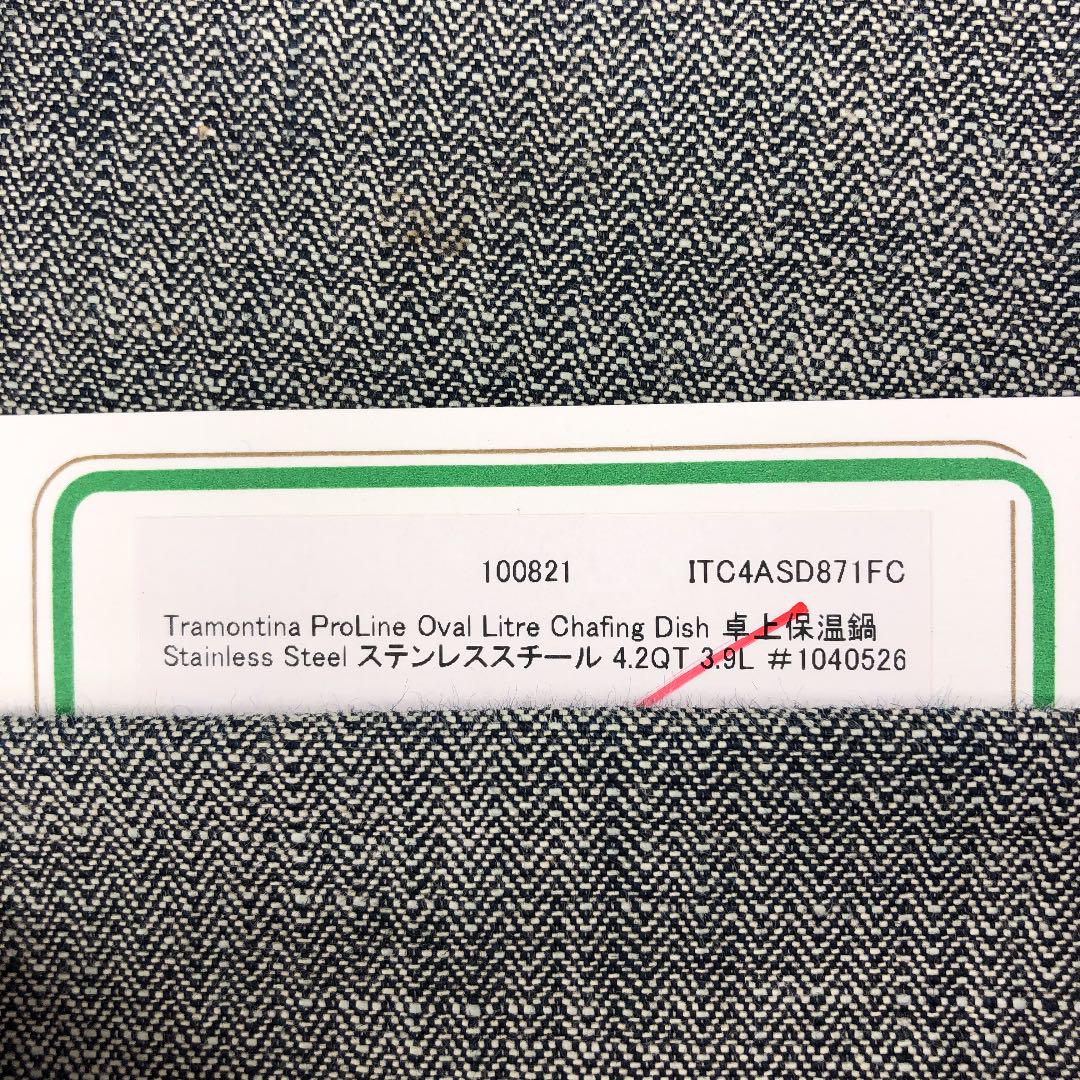 100821 ITC4ASD871FC
Tramontina ProLine Oval Litre Chafing Dish 卓上保温鍋
Stainless Steel ステンレススチール 4.2QT 3.9L #1040526